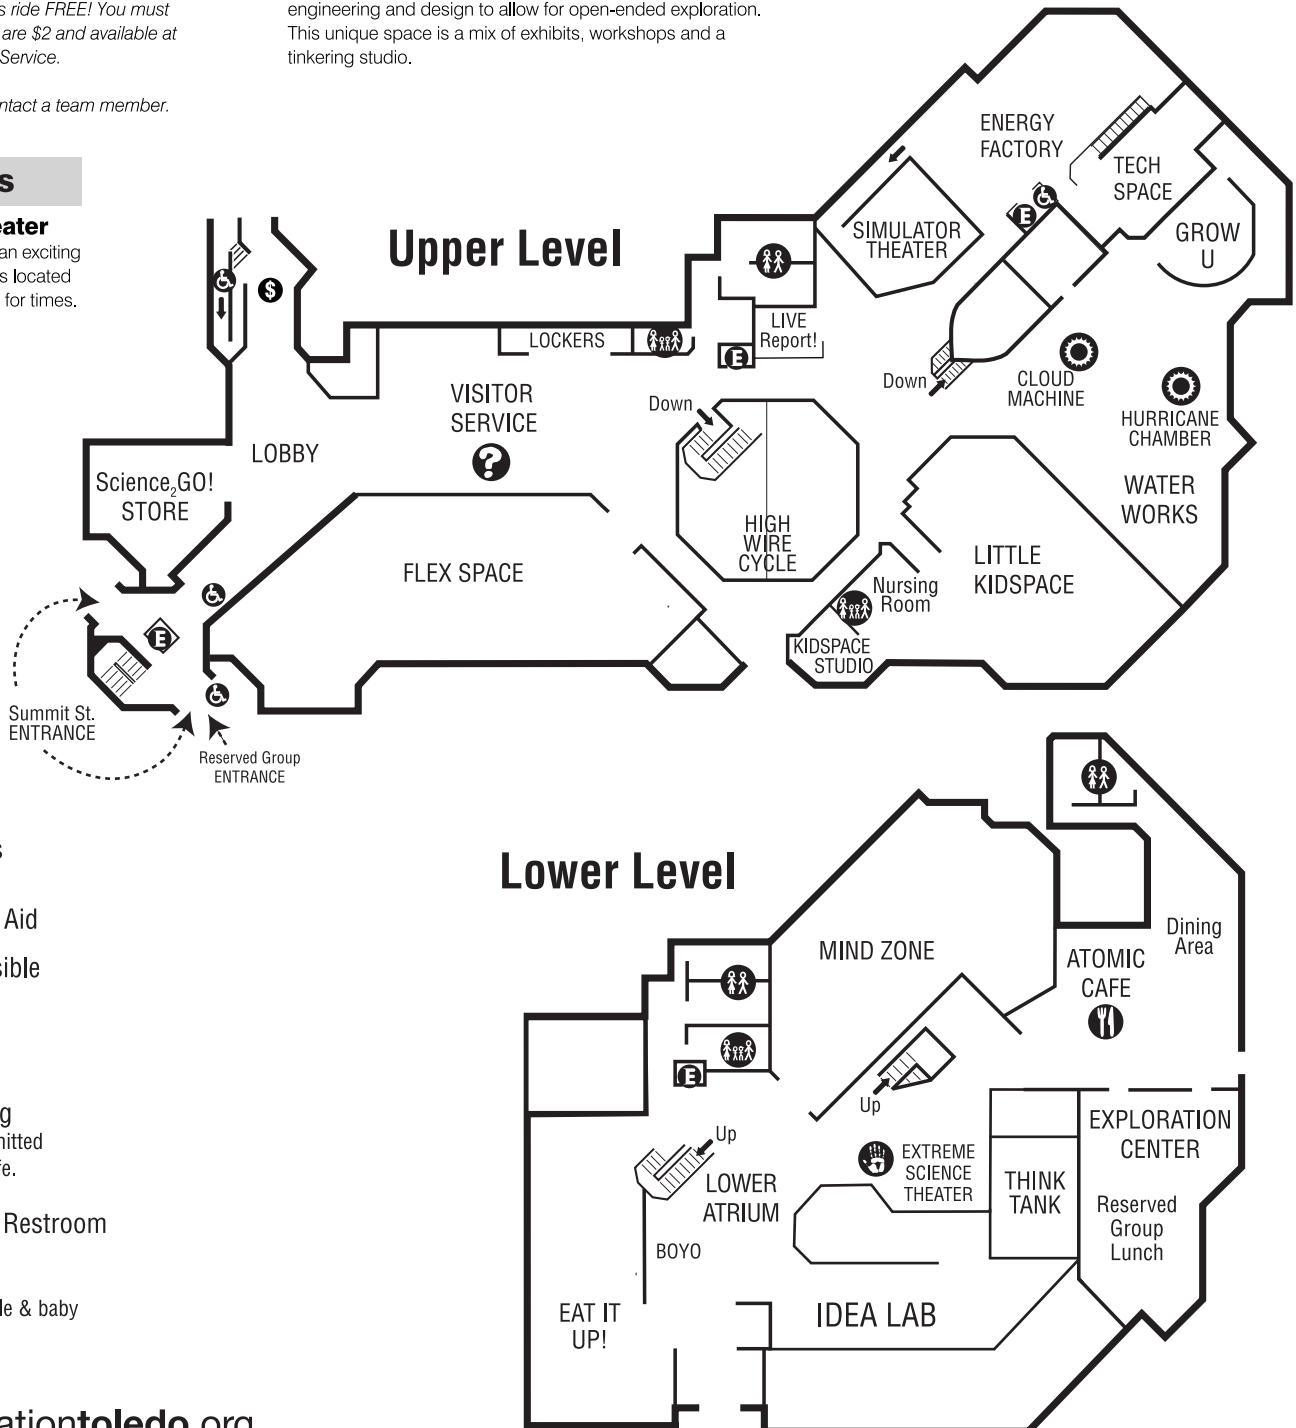 s ride FREE! You must
are $2 and available at
Service.
ntact a team member.
engineering and design to allow for open-ended exploration.
This unique space is a mix of exhibits, workshops and a
tinkering studio.
s
eater
an exciting
s located
for times.
Upper Level
ENERGY
FACTORY
TECH
SPACE
SIMULATOR
THEATER
GROW
U
E
$
LOCKERS
LIVE
Report!
E
Down
CLOUD
MACHINE
HURRICANE
CHAMBER
VISITOR
SERVICE
?
Down
LOBBY
Science2GO!
STORE
WATER
WORKS
HIGH
WIRE
CYCLE
FLEX SPACE
LITTLE
KIDSPACE
Nursing
Room
KIDSPACE
STUDIO
E
Summit St.
ENTRANCE
Reserved Group
ENTRANCE
Lower Level
s
Aid
sible
g
nitted
fe.
Restroom
le & baby
MIND ZONE
Dining
Area
ATOMIC
CAFE
E
Up
Up
EXPLORATION
CENTER
EXTREME
SCIENCE
THEATER
THINK
TANK
LOWER
ATRIUM
Reserved
Group
Lunch
BOYO
EAT IT
UP!
IDEA LAB
ationtoledo.org